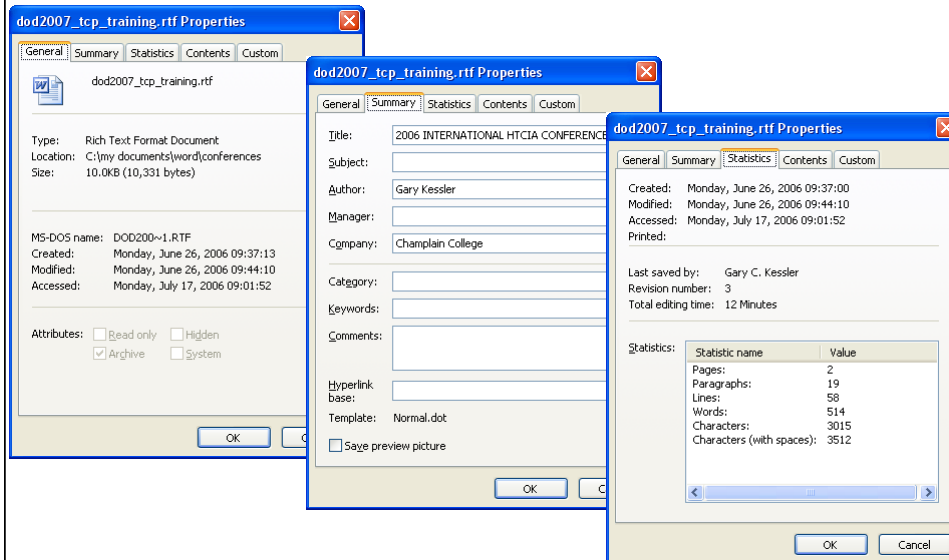 dod2007_tcp_training.rtf Properties
General Summary Statistics Contents Custom
dod2007_tcp_training.rtf
Type: Rich Text Format Document
Location: C:\my documents\word\conferences
Size: 10.0KB (10,331 bytes)
MS-DOS name: DOD200~1.RTF
Created: Monday, June 26, 2006 09:37:13
Modified: Monday, June 26, 2006 09:44:10
Accessed: Monday, July 17, 2006 09:01:52
Attributes: Read only Hidden
Archive System
OK C
dod2007_tcp_training.rtf Properties
General Summary Statistics Contents Custom
Title: 2006 INTERNATIONAL HTCIA CONFERENCE
Subject:
Author: Gary Kessler
Manager:
Company: Champlain College
Category:
Keywords:
Comments:
Hyperlink
base:
Template: Normal.dot
Save preview picture
OK C
dod2007_tcp_training.rtf Properties
General Summary Statistics Contents Custom
Created: Monday, June 26, 2006 09:37:00
Modified: Monday, June 26, 2006 09:44:10
Accessed: Monday, July 17, 2006 09:01:52
Printed:
Last saved by: Gary C. Kessler
Revision number: 3
Total editing time: 12 Minutes
Statistics: Statistic name Value
Pages: 2
Paragraphs: 19
Lines: 58
Words: 514
Characters: 3015
Characters (with spaces): 3512
OK Cancel